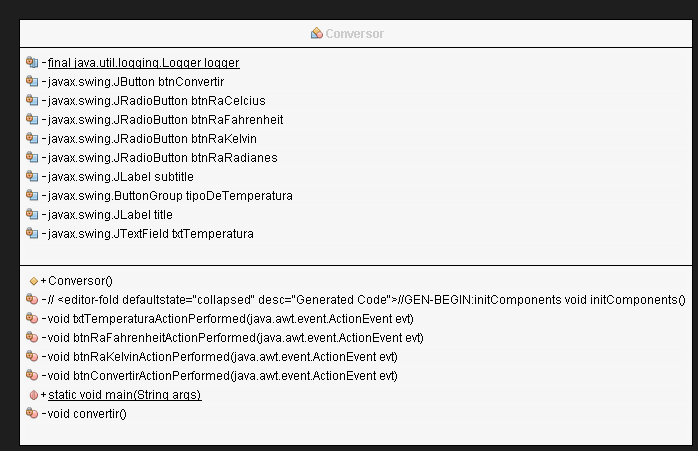 Conversor
-final java.util.logging.Logger logger
-javax.swing.JButton btnConvertir
-javax.swing.JRadioButton btnRaCelcius
-javax.swing.JRadioButton btnRaFahrenheit
-javax.swing.JRadioButton btnRaKelvin
-javax.swing.JRadioButton btnRaRadianes
-javax.swing.JLabel subtitle
-javax.swing.ButtonGroup tipoDeTemperatura
-javax.swing.JLabel title
-javax.swing.JTextField txtTemperatura
+Conversor()
-// <editor-fold defaultstate="collapsed" desc="Generated Code">//GEN-BEGIN:initComponents void initComponents()
-void txtTemperaturaActionPerformed(java.awt.event.ActionEvent evt)
-void btnRaFahrenheitActionPerformed(java.awt.event.ActionEvent evt)
-void btnRaKelvinActionPerformed(java.awt.event.ActionEvent evt)
-void btnConvertirActionPerformed(java.awt.event.ActionEvent evt)
+static void main(String args)
-void convertir()